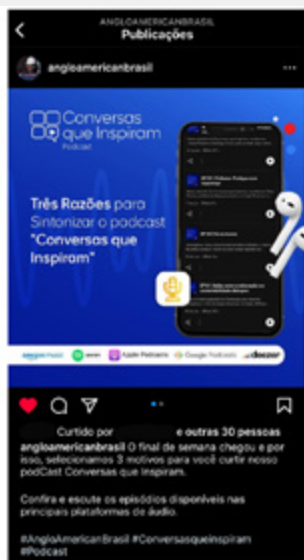 ANGLOAMERICANBRASIL
Publicações
angloamericanbrasil
Conversas
que Inspiram
Podcast
Três Razões para
Sintonizar o podcast
"Conversas que
Inspiram"
amazon music Apple Podcasts Google Podcasts deezer
Curtido por e outras 30 pessoas
angloamericanbrasil O final de semana chegou e por
isso, selecionamos 3 motivos para você curtir nosso
podCast Conversas que Inspiram.
Confira e escute os episódios disponíveis nas
principais plataformas de áudio.
#AngloAmericanBrasil #Conversasqueinspiram
#Podcast